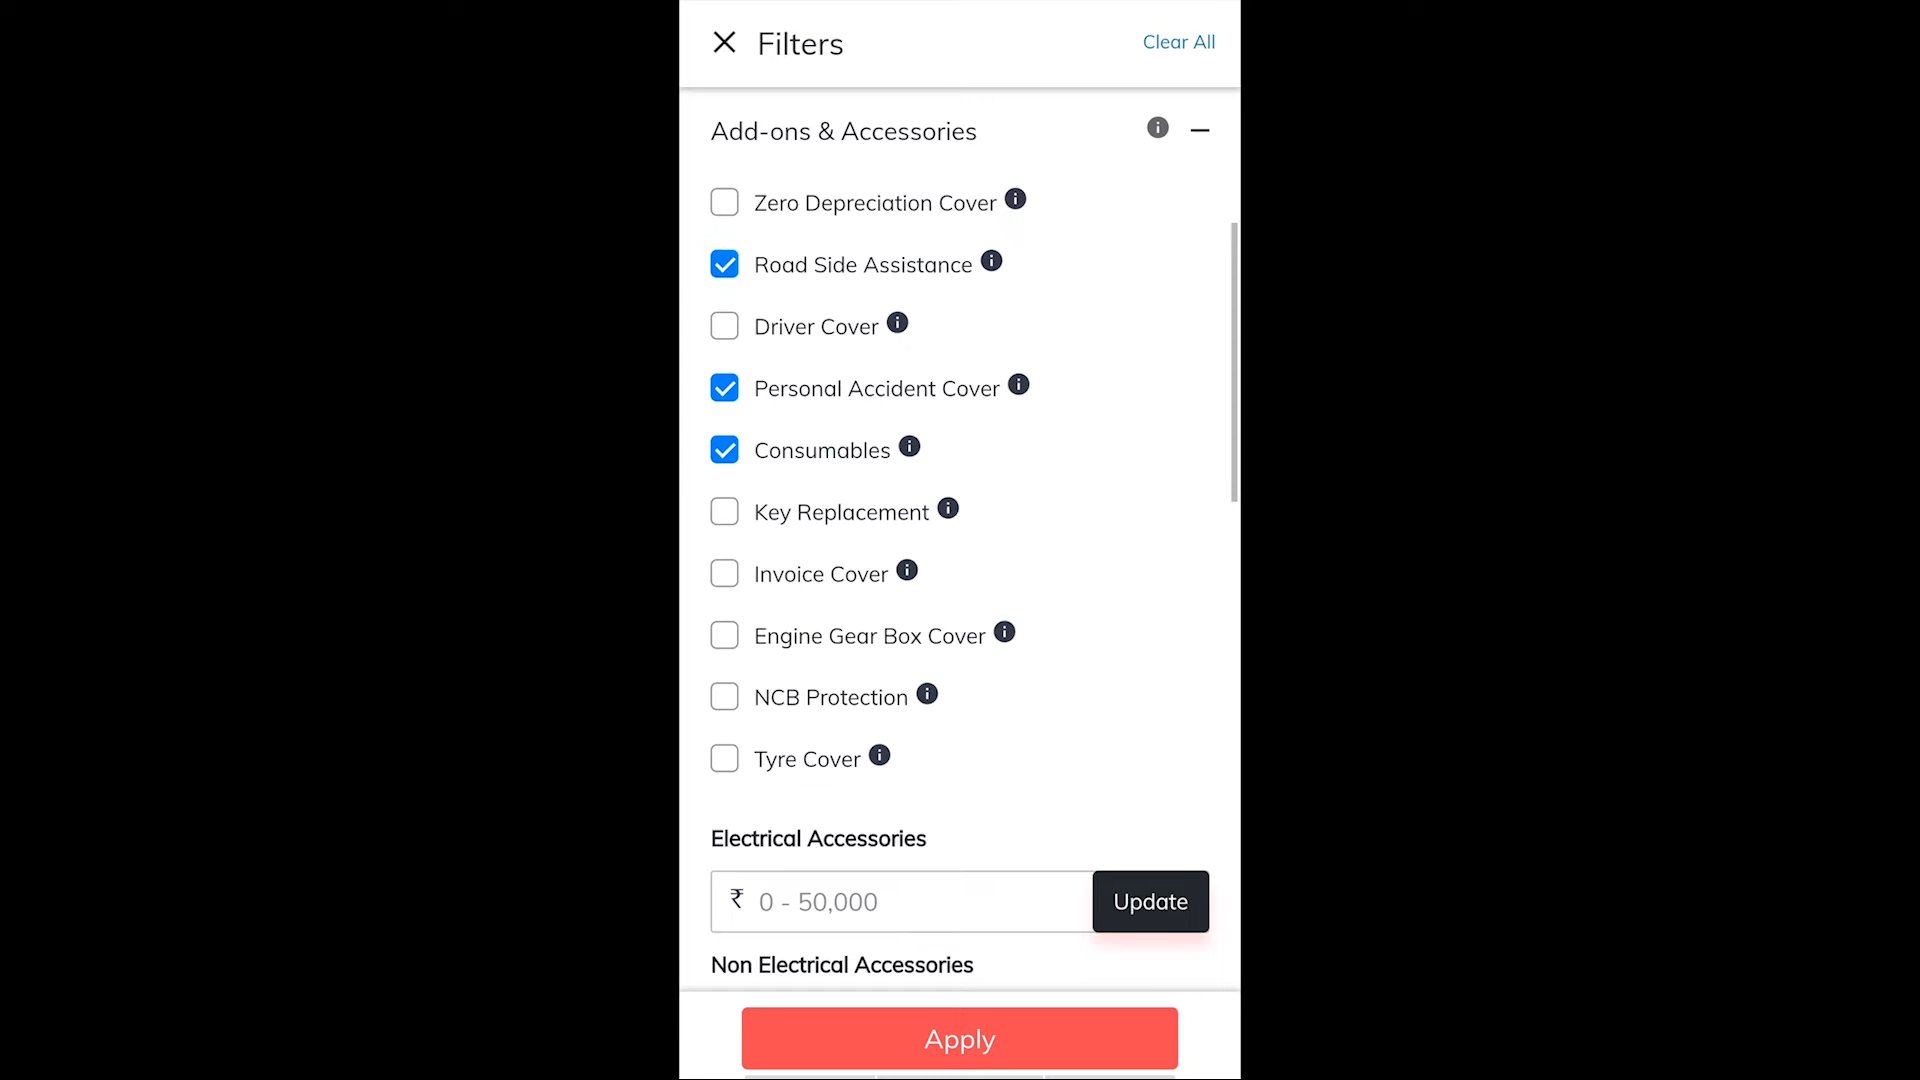 Filters
Clear All
Add-ons & Accessories
Zero Depreciation Cover
Road Side Assistance
Driver Cover
Personal Accident Cover
Consumables
Key Replacement
Invoice Cover
Engine Gear Box Cover
NCB Protection
Tyre Cover
Electrical Accessories
₹ 0 - 50,000
Update
Non Electrical Accessories
Apply